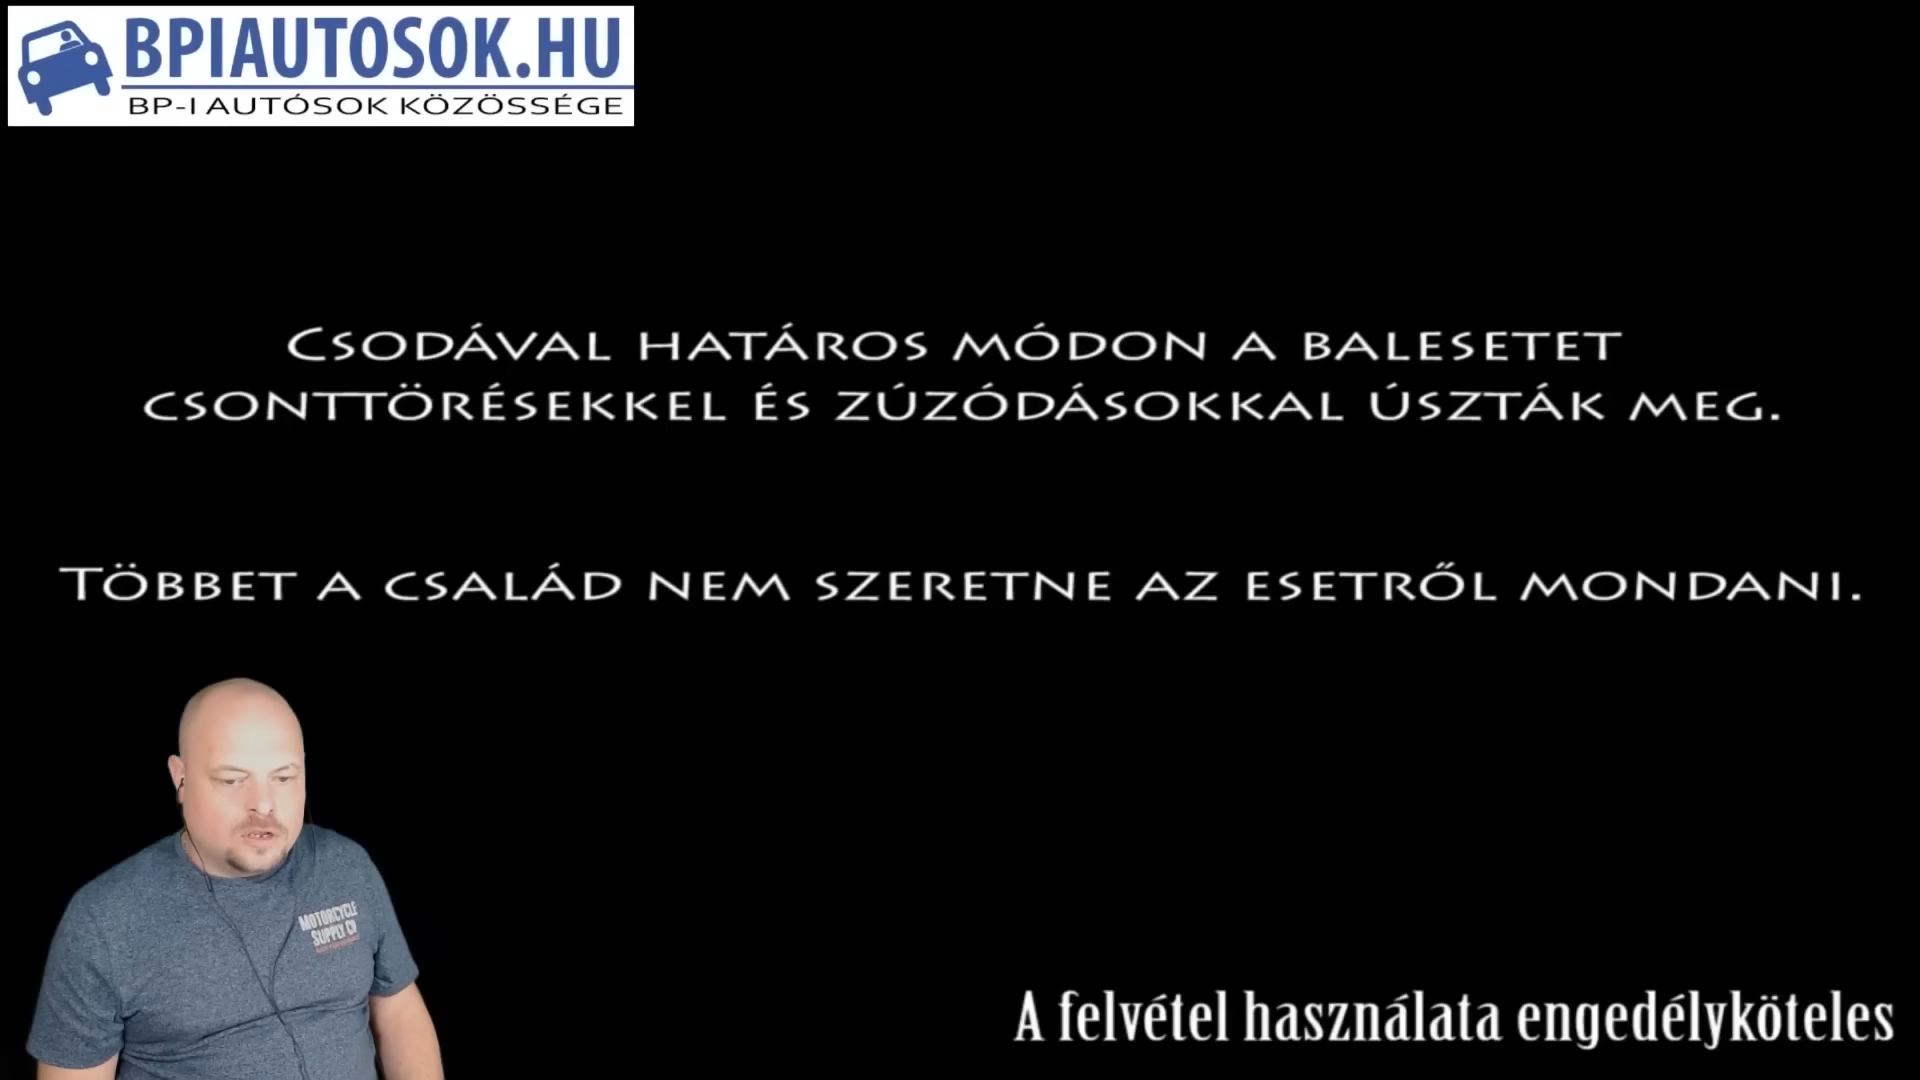 BPIAUTOSOK.HU
BP-I AUTÓSOK KÖZÖSSÉGE
CSODÁVAL HATÁROS MÓDON A BALESETET
CSONTTÖRÉSEKKEL ÉS ZÚZÓDÁSOKKAL ÚSZTÁK MEG.
TÖBBET A CSALÁD NEM SZERETNE AZ ESETRŐL MONDANI.
MOTORCYCLE
SUPPLY CO
A felvétel használata engedélyköteles